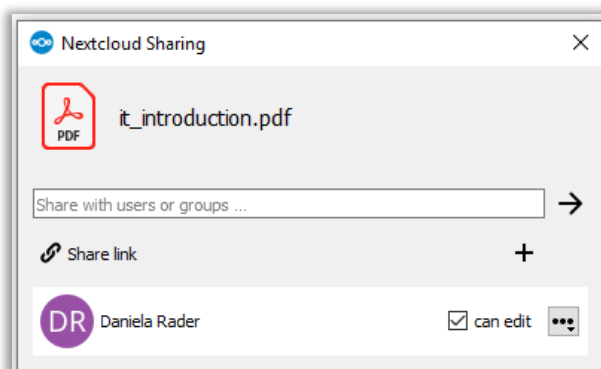 Nextcloud Sharing
PDF
it_introduction.pdf
Share with users or groups ...
Share link
DR Daniela Rader can edit